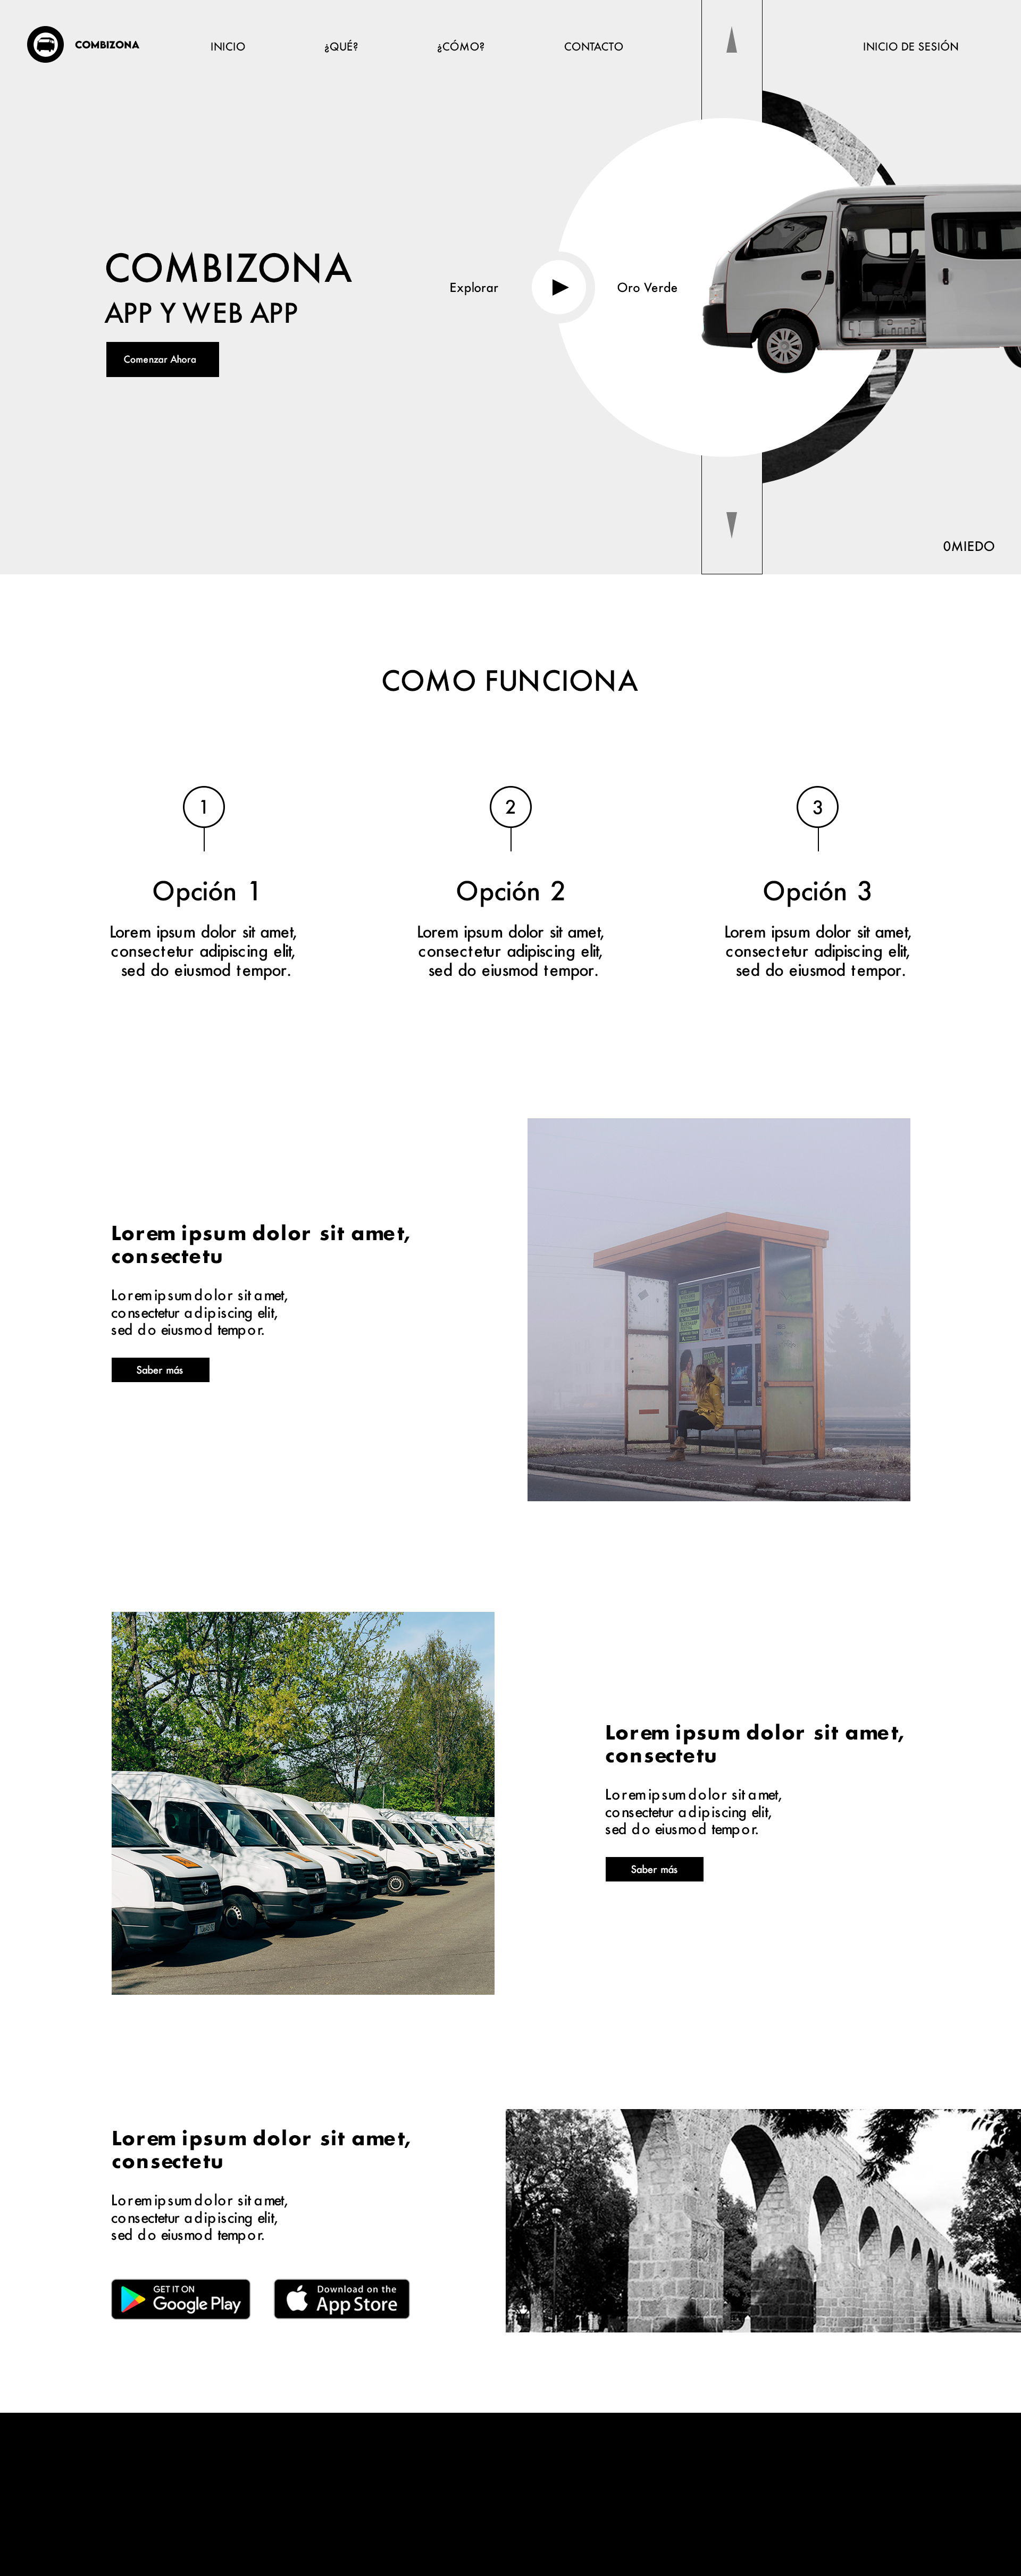 COMBIZONA
INICIO
¿QUÉ?
¿CÓMO?
CONTACTO
INICIO DE SESIÓN
COMBIZONA
APP Y WEB APP
Comenzar Ahora
Explorar
Oro Verde
0MIEDO
COMO FUNCIONA
1
2
3
Opción 1
Lorem ipsum dolor sit amet,
consectetur adipiscing elit,
sed do eiusmod tempor.
Opción 2
Lorem ipsum dolor sit amet,
consectetur adipiscing elit,
sed do eiusmod tempor.
Opción 3
Lorem ipsum dolor sit amet,
consectetur adipiscing elit,
sed do eiusmod tempor.
Lorem ipsum dolor sit amet,
consectetu
Lorem ipsum dolor sit amet,
consectetur adipiscing elit,
sed do eiusmod tempor.
Saber más
LIGHT
Lorem ipsum dolor sit amet,
consectetu
Lorem ipsum dolor sit amet,
consectetur adipiscing elit,
sed do eiusmod tempor.
Saber más
Lorem ipsum dolor sit amet,
consectetu
Lorem ipsum dolor sit amet,
consectetur adipiscing elit,
sed do eiusmod tempor.
GET IT ON
Google Play
Download on the
App Store